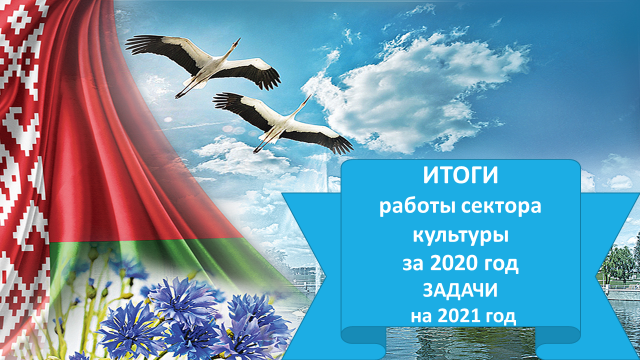 ИТОГИ
работы сектора
культуры
за 2020 год
ЗАДАЧИ
на 2021 год